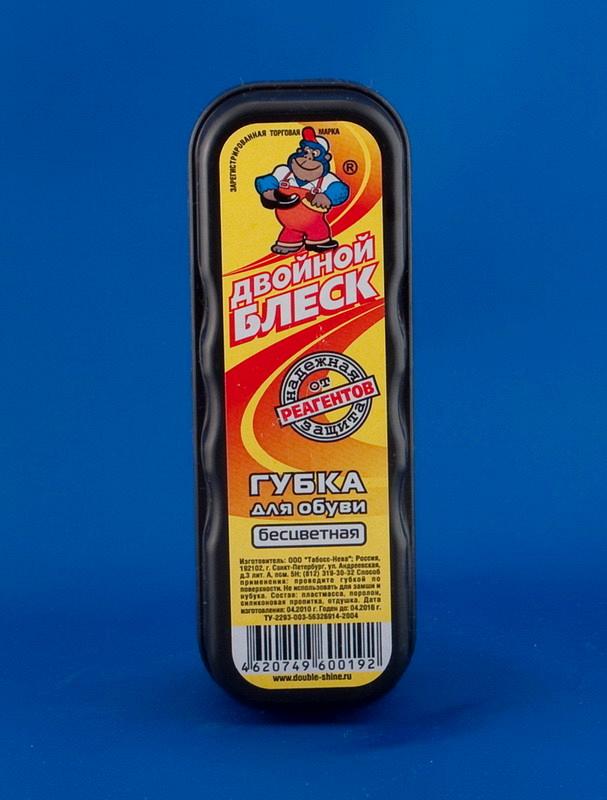 ЗАРЕГИСТРИРОВАННАЯ ТОРГОВАЯ МАРКА
®
ДВОЙНОЙ
БЛЕСК
надежная
от
РЕАГЕНТОВ
защита
ГУБКА
для обуви
бесцветная
Изготовитель: ООО "Табосс-Нева"; Россия,
192102, г. Санкт-Петербург, ул. Андреевская,
д.3 лит. А, пом. 5Н; (812) 319-30-32 Способ
применения: проведите губкой по
поверхности. Не использовать для замши и
нубука. Состав: пластмасса, поролон,
силиконовая пропитка, отдушка. Дата
изготовления: 04.2010 г. Годен до: 04.2016 г.
ТУ-2293-003-56326914-2004
4620749600192
www.double-shine.ru